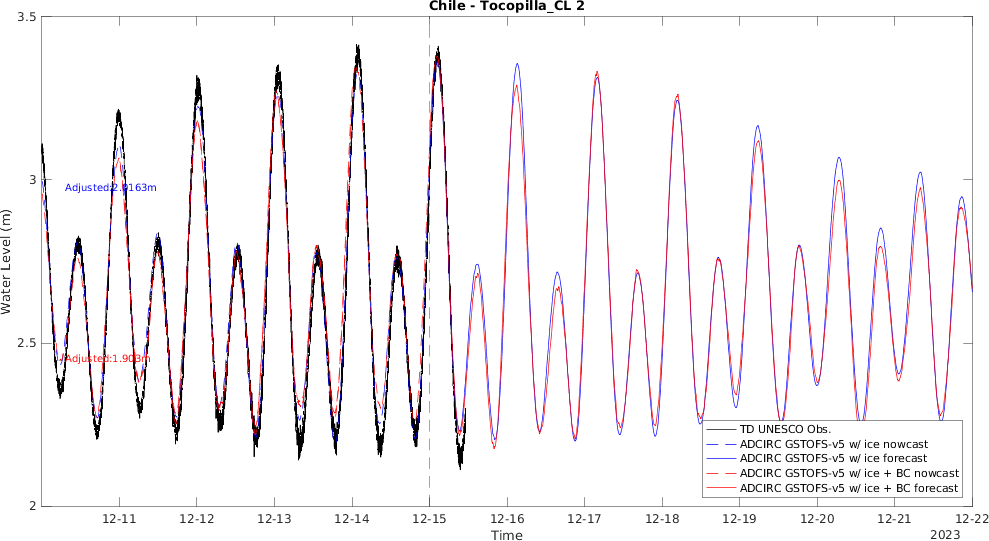 Chile - Tocopilla_CL 2
3.5
3
2.5
2
Water Level (m)
Adjusted:2.0163m
Adjusted:1.903m
TD UNESCO Obs.
ADCIRC GSTOFS-v5 w/ ice nowcast
ADCIRC GSTOFS-v5 w/ ice forecast
ADCIRC GSTOFS-v5 w/ ice + BC nowcast
ADCIRC GSTOFS-v5 w/ ice + BC forecast
12-11 12-12 12-13 12-14 12-15 12-16 12-17 12-18 12-19 12-20 12-21 12-22
Time
2023